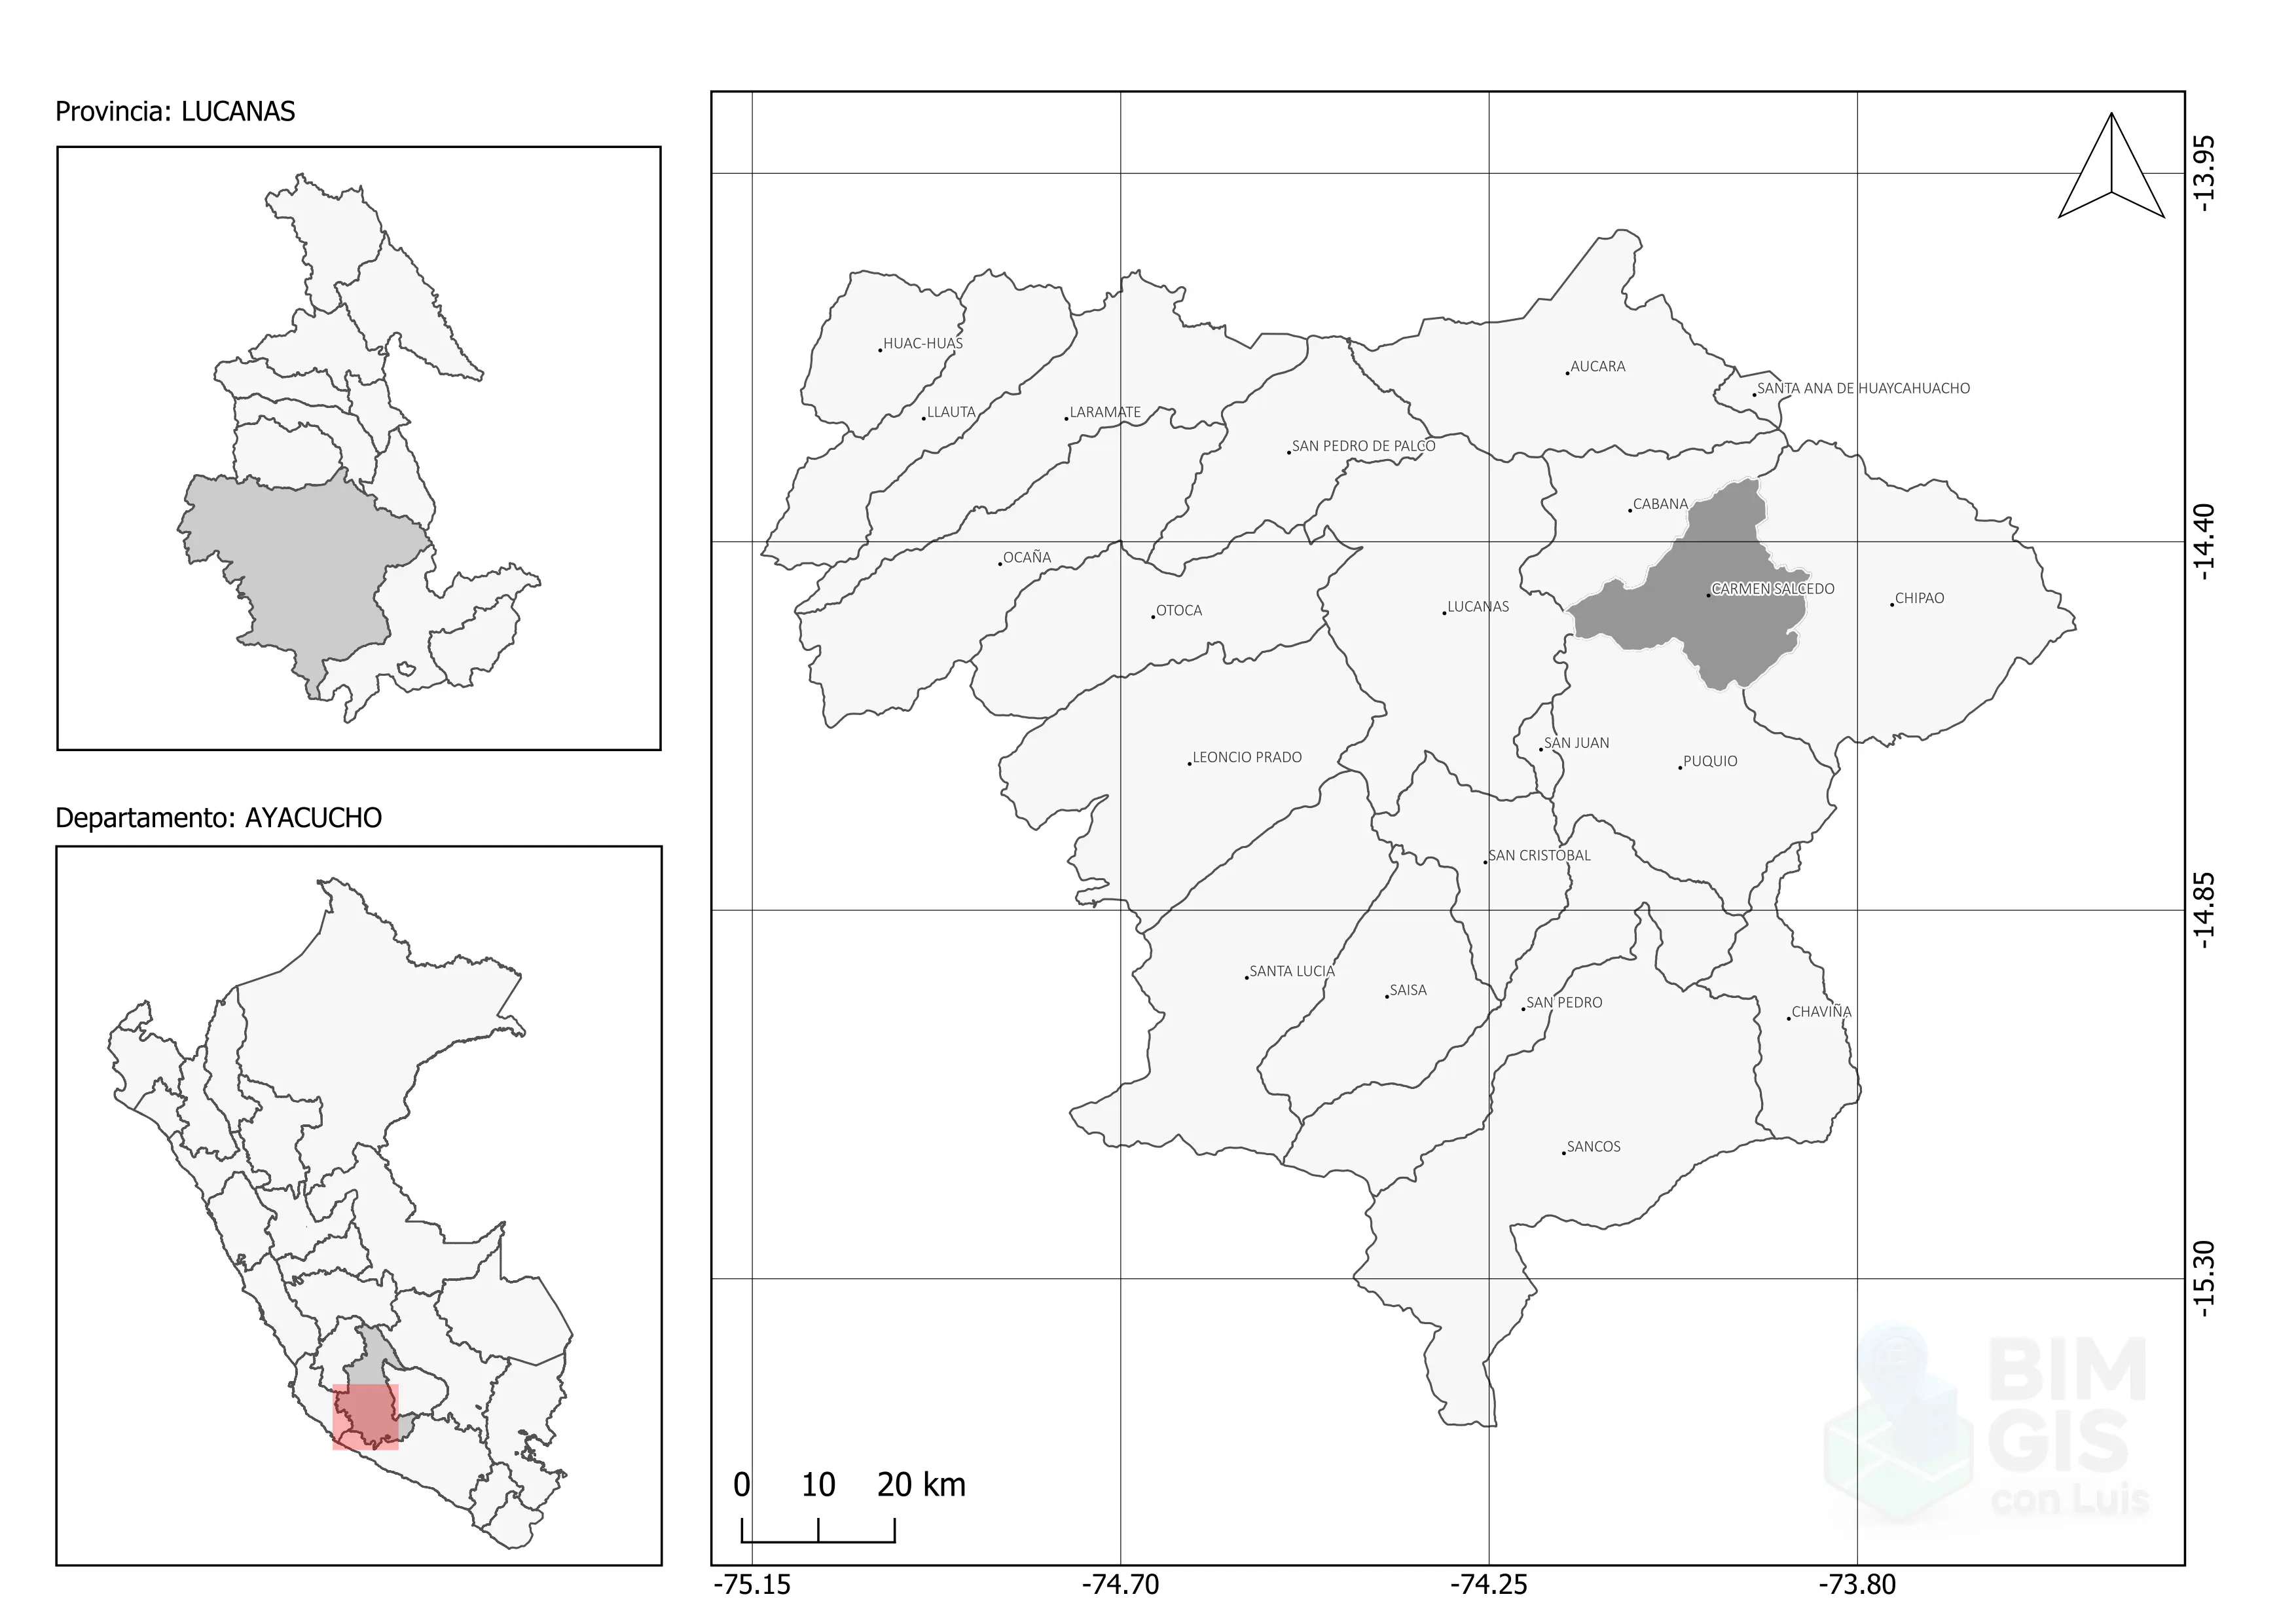 Provincia: LUCANAS
Departamento: AYACUCHO
HUAC-HUAS
AUCARA
SANTA ANA DE HUAYCAHUACHO
LLAUTA
LARAMATE
SAN PEDRO DE PALCO
CABANA
OCAÑA
CARMEN SALCEDO
CHIPAO
OTOCA
LUCANAS
SAN JUAN
LEONCIO PRADO
PUQUIO
SAN CRISTOBAL
SANTA LUCIA
SAISA
SAN PEDRO
CHAVIÑA
SANCOS
-13.95
-14.40
-14.85
-15.30
0 10 20 km
-75.15 -74.70 -74.25 -73.80
BIM
GIS
con Luis